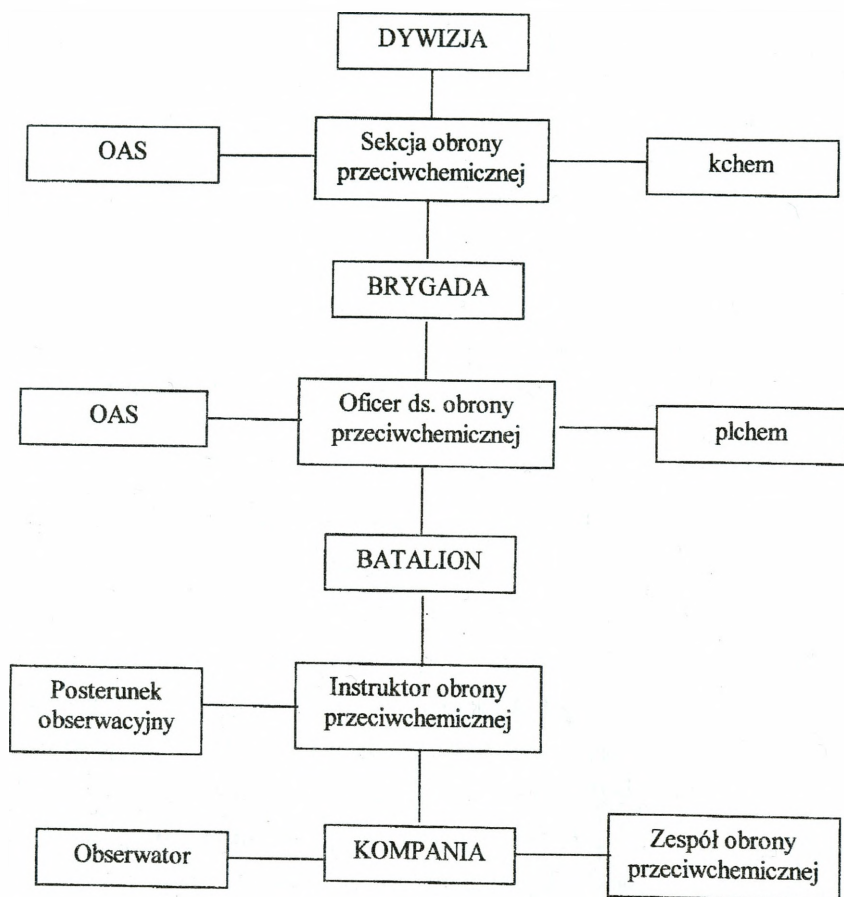 DYWIZJA
OAS
Sekcja obrony
przeciwchemicznej
kchem
BRYGADA
OAS
Oficer ds. obrony
przeciwchemicznej
plchem
BATALION
Posterunek
obserwacyjny
Instruktor obrony
przeciwchemicznej
Obserwator
KOMPANIA
Zespół obrony
przeciwchemicznej